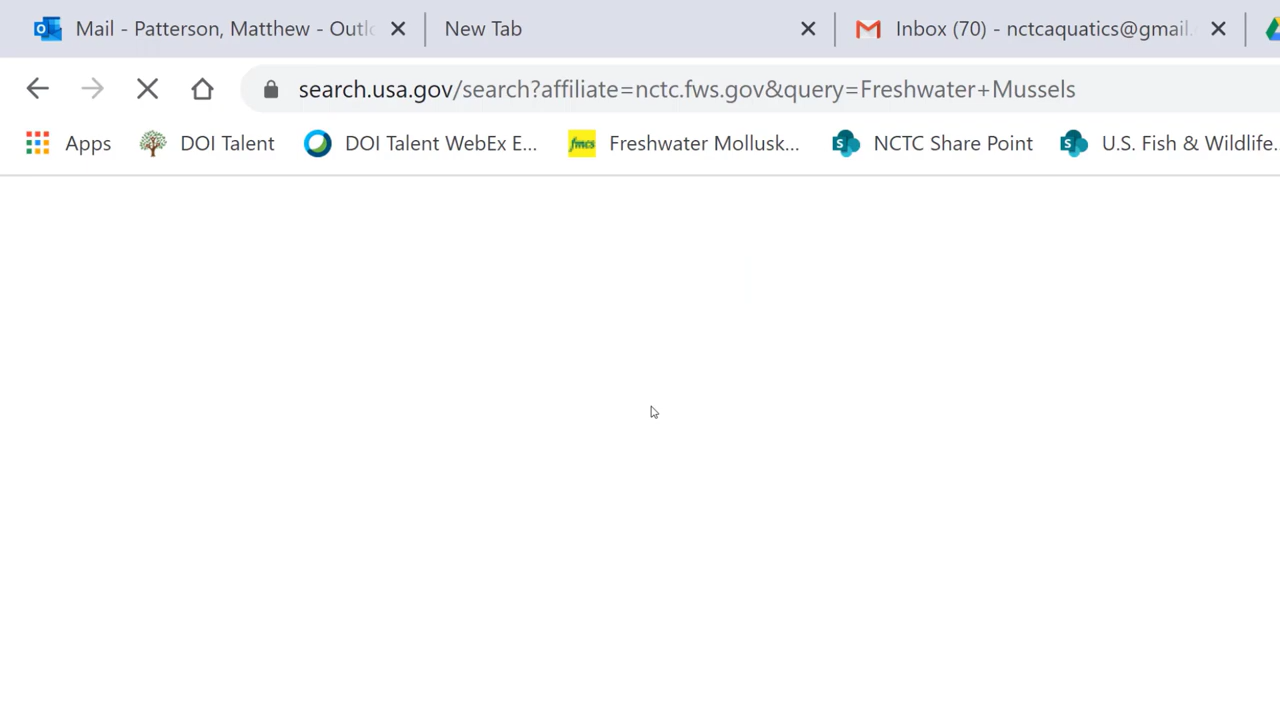 Mail - Patterson, Matthew - Outlo
New Tab
Inbox (70) - nctcaquatics@gmail.
search.usa.gov/search?affiliate=nctc.fws.gov&query=Freshwater+Mussels
Apps
DOI Talent
DOI Talent WebEx E...
fmcs
Freshwater Mollusk...
S
NCTC Share Point
S
U.S. Fish & Wildlife.